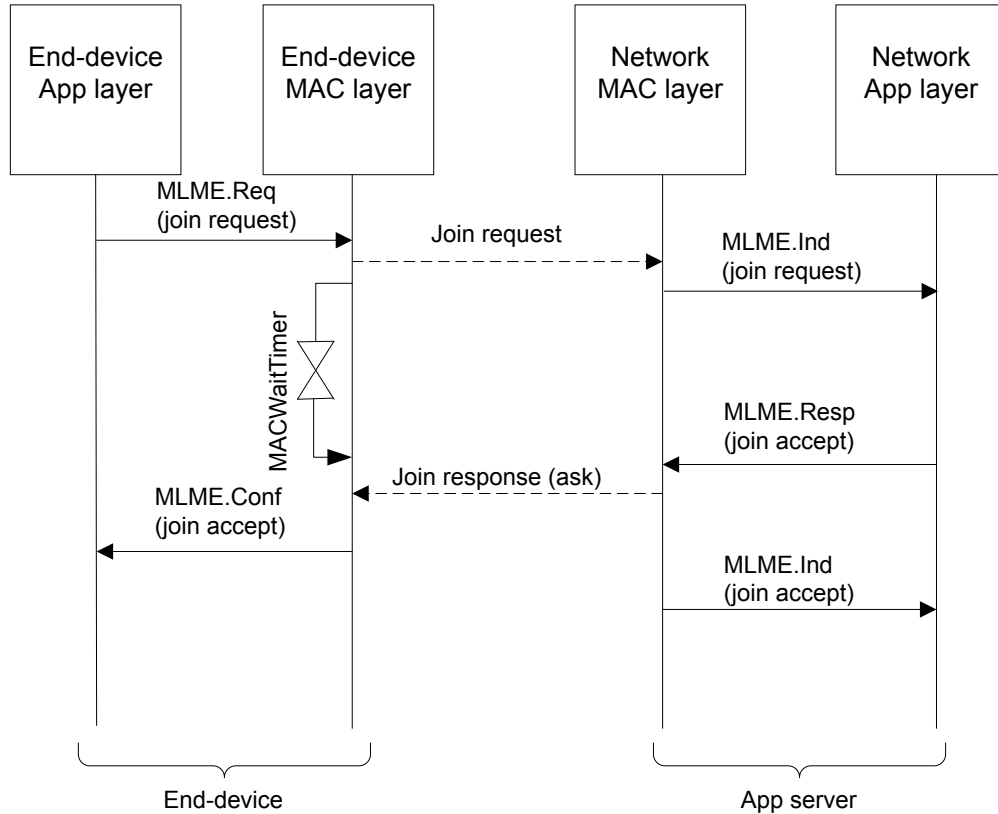 End-device
App layer
End-device
MAC layer
Network
MAC layer
Network
App layer
MLME.Req
(join request)
Join request
MLME.Ind
(join request)
MACWaitTimer
MLME.Resp
(join accept)
Join response (ask)
MLME.Conf
(join accept)
MLME.Ind
(join accept)
End-device
App server